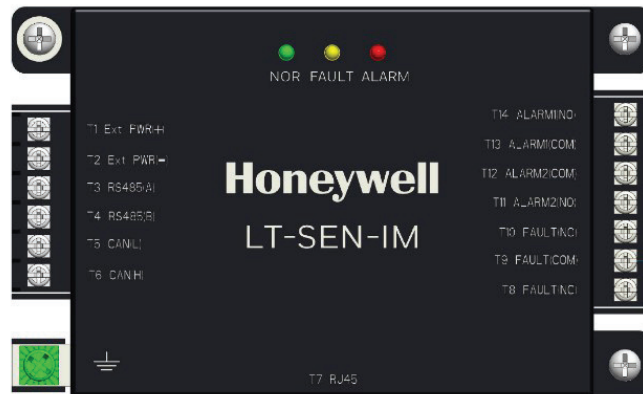 NOR FAULT ALARM
T1 Ext PWR(+)
T2 Ext PWR(-)
T3 RS485(A)
T4 RS485(B)
T5 CAN(L)
T6 CAN(H)
Honeywell
LT-SEN-IM
T14 ALARM1(NO)
T13 ALARM1(COM)
T12 ALARM2(COM)
T11 ALARM2(NO)
T10 FAULT(NC)
T9 FAULT(COM)
T8 FAULT(NC)
T7 RJ45